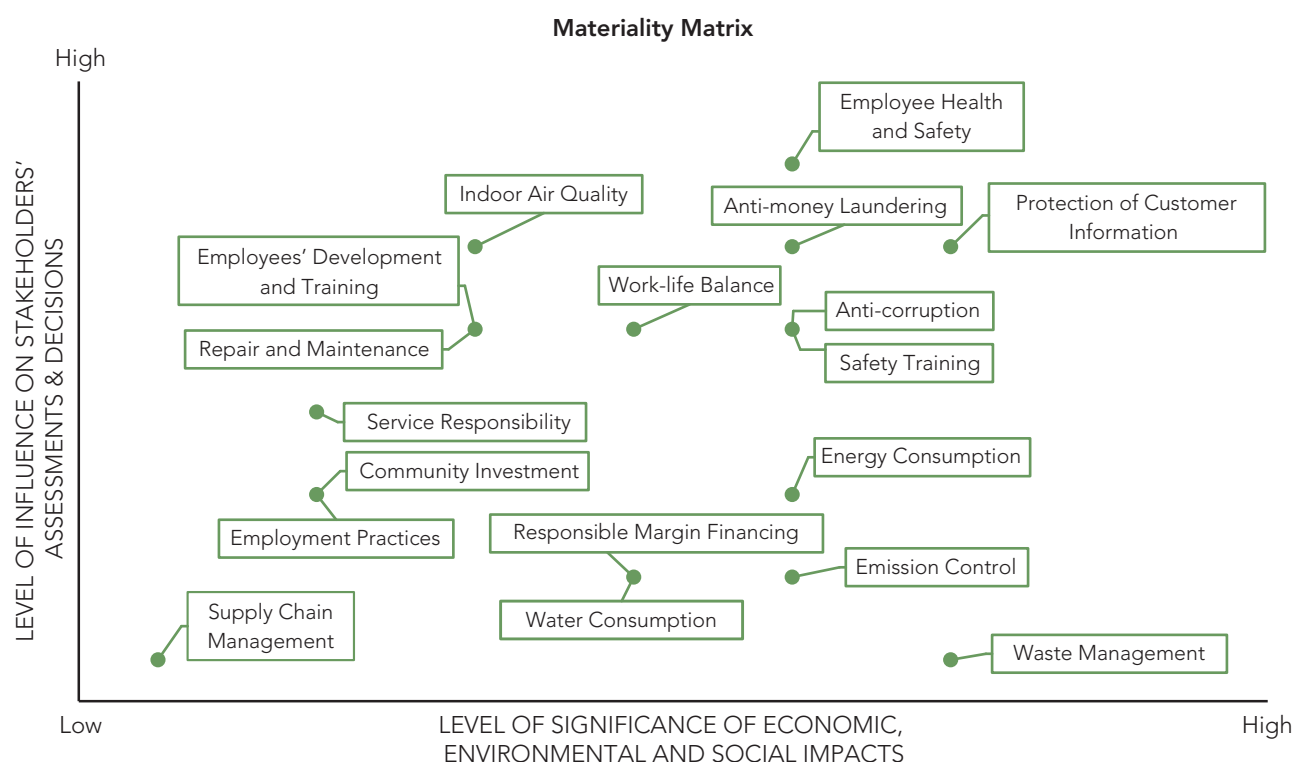 Materiality Matrix
High
LEVEL OF INFLUENCE ON STAKEHOLDERS’
ASSESSMENTS & DECISIONS
Employee Health
and Safety
Indoor Air Quality
Anti-money Laundering
Protection of Customer
Information
Employees’ Development
and Training
Work-life Balance
Anti-corruption
Repair and Maintenance
Safety Training
Service Responsibility
Community Investment
Energy Consumption
Employment Practices
Responsible Margin Financing
Emission Control
Water Consumption
Supply Chain
Management
Waste Management
Low
LEVEL OF SIGNIFICANCE OF ECONOMIC,
ENVIRONMENTAL AND SOCIAL IMPACTS
High